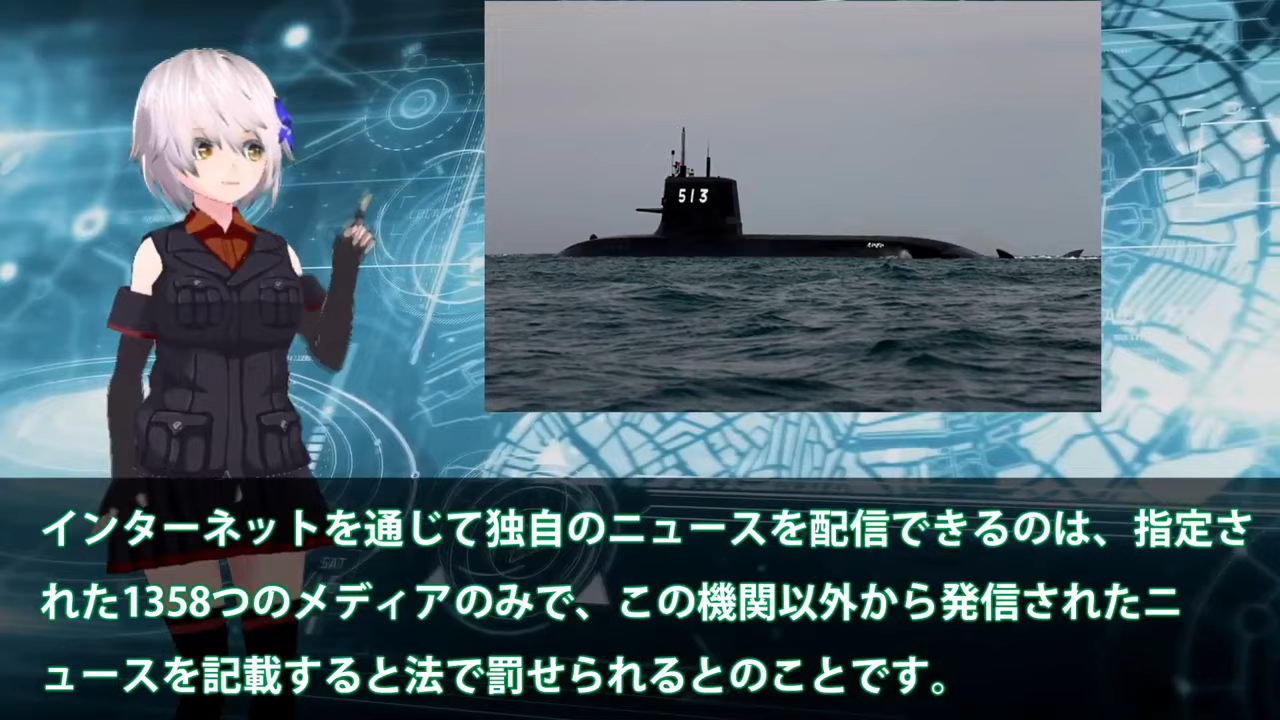 513
インターネットを通じて独自のニュースを配信できるのは、指定さ
れた1358つのメディアのみで、この機関以外から発信されたニ
ュースを記載すると法で罰せられるとのことです。
SAT